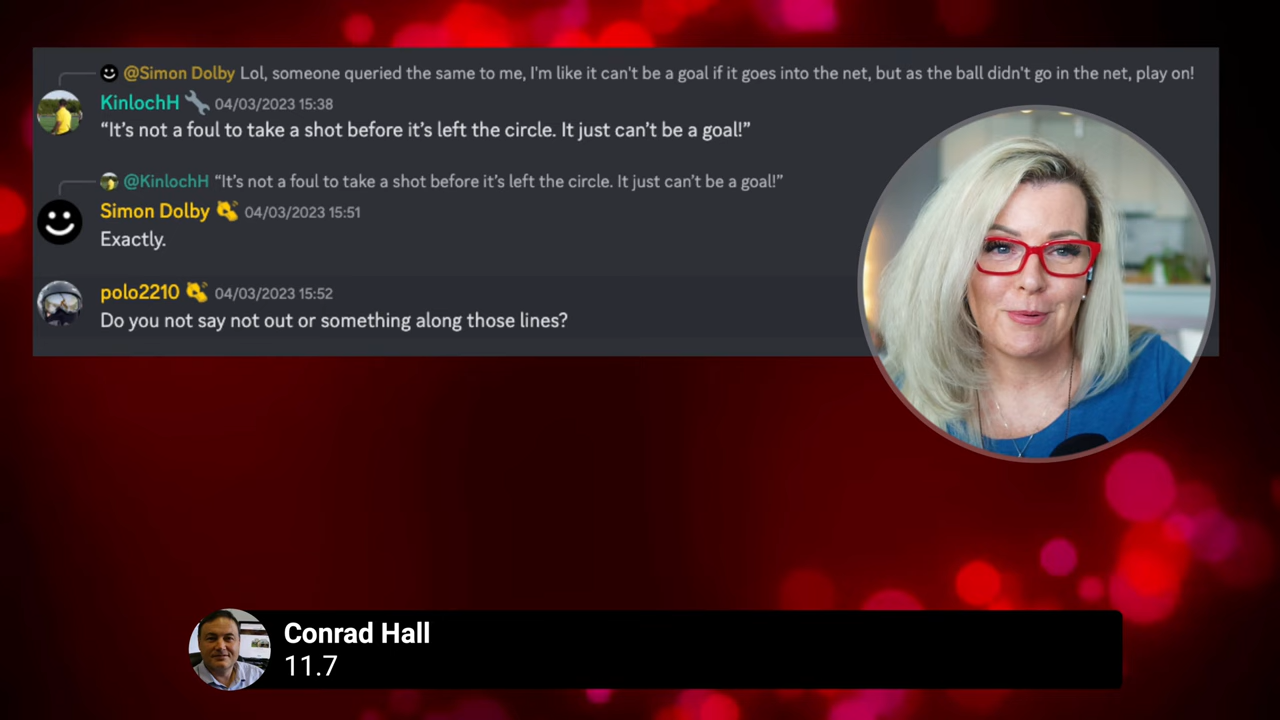 @Simon Dolby Lol, someone queried the same to me, I'm like it can't be a goal if it goes into the net, but as the ball didn't go in the net, play on!
KinlochH 04/03/2023 15:38
“It’s not a foul to take a shot before it’s left the circle. It just can’t be a goal!”
@KinlochH “It’s not a foul to take a shot before it’s left the circle. It just can’t be a goal!”
Simon Dolby 04/03/2023 15:51
Exactly.
polo2210 04/03/2023 15:52
Do you not say not out or something along those lines?
Conrad Hall
11.7